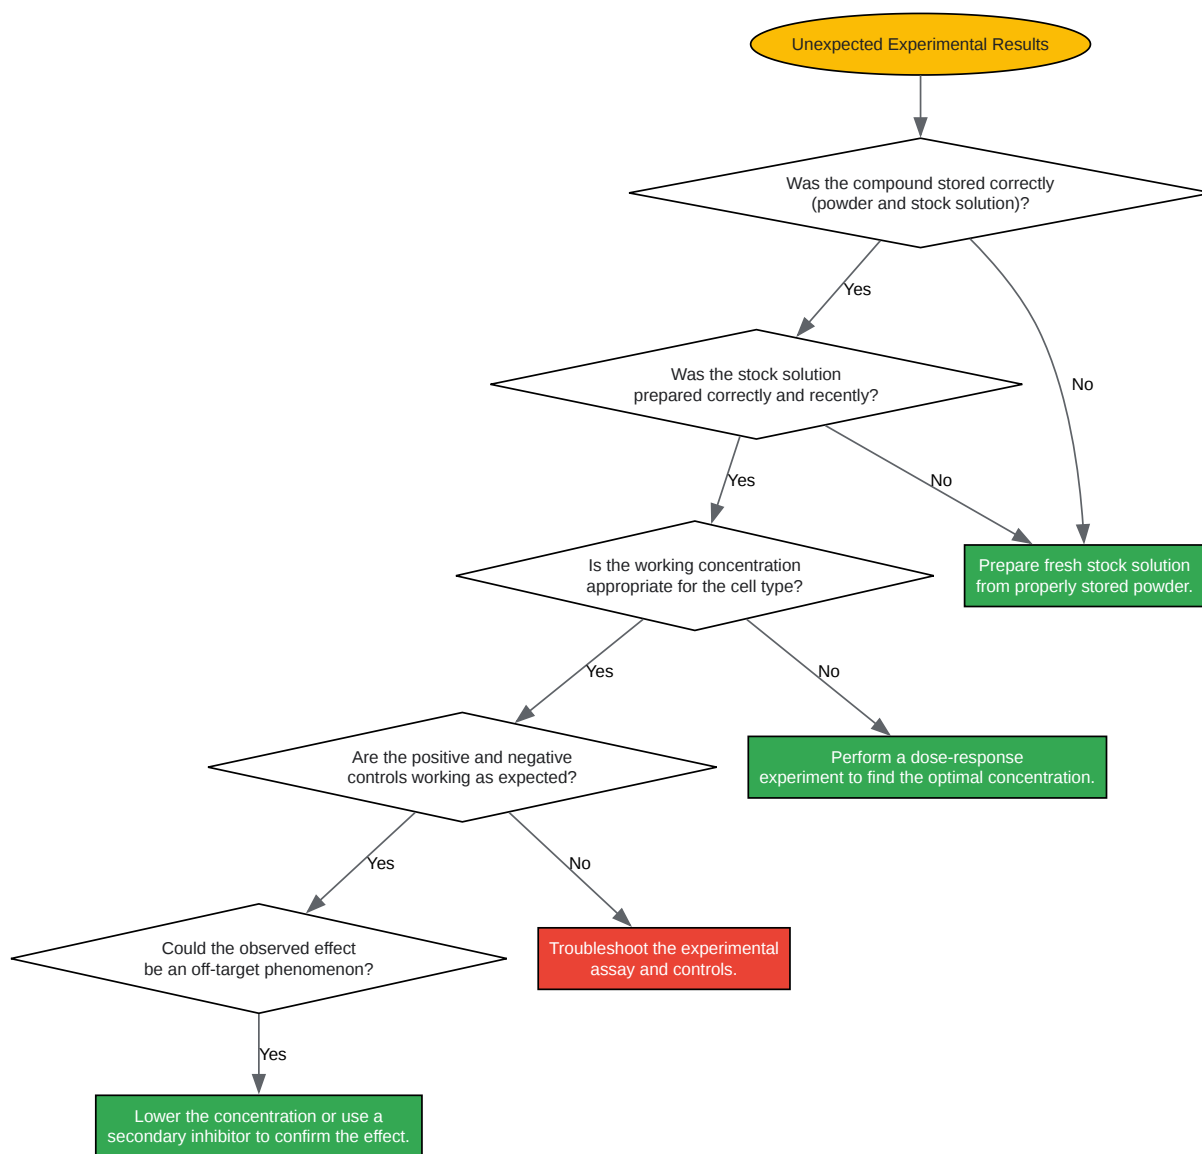 Unexpected Experimental Results
Was the compound stored correctly
(powder and stock solution)?
Yes
No
Was the stock solution
prepared correctly and recently?
Yes
No
Is the working concentration
appropriate for the cell type?
Prepare fresh stock solution
from properly stored powder.
Yes
No
Are the positive and negative
controls working as expected?
Perform a dose-response
experiment to find the optimal concentration.
Yes
No
Could the observed effect
be an off-target phenomenon?
Troubleshoot the experimental
assay and controls.
Yes
Lower the concentration or use a
secondary inhibitor to confirm the effect.